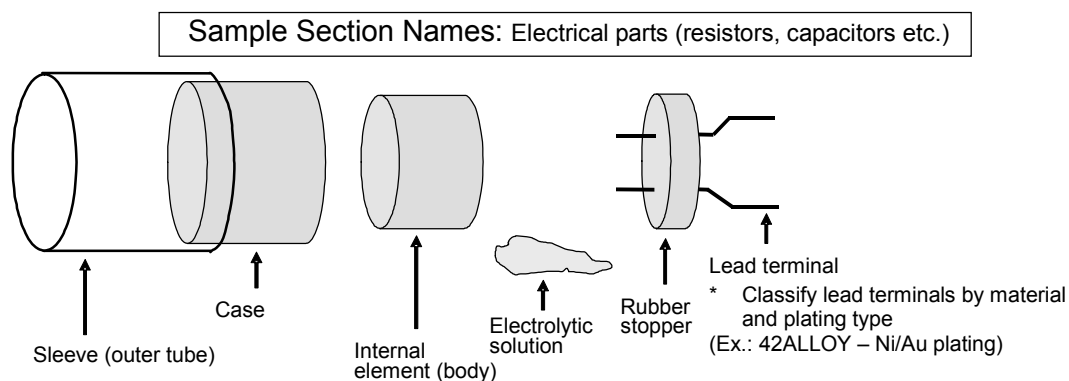 Sample Section Names: Electrical parts (resistors, capacitors etc.)
Sleeve (outer tube)
Case
Internal
element (body)
Electrolytic
solution
Rubber
stopper
Lead terminal
* Classify lead terminals by material
and plating type
(Ex.: 42ALLOY – Ni/Au plating)